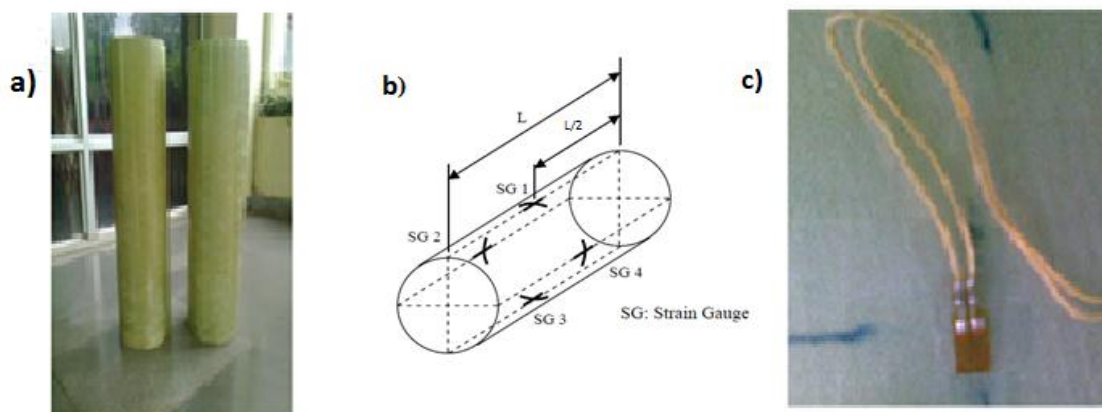 a)
b)
c)
L
L/2
SG 1
SG 2
SG 4
SG 3
SG: Strain Gauge